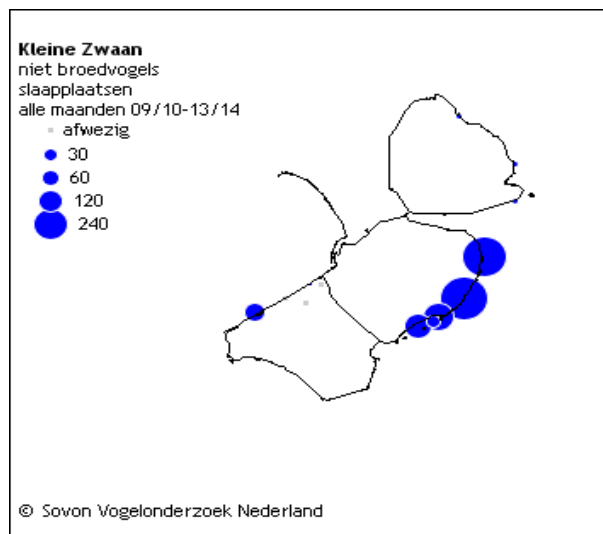 Kleine Zwaan
niet broedvogels
slaapplaatsen
alle maanden 09/10-13/14
afwezig
30
60
120
240
© Sovon Vogelonderzoek Nederland